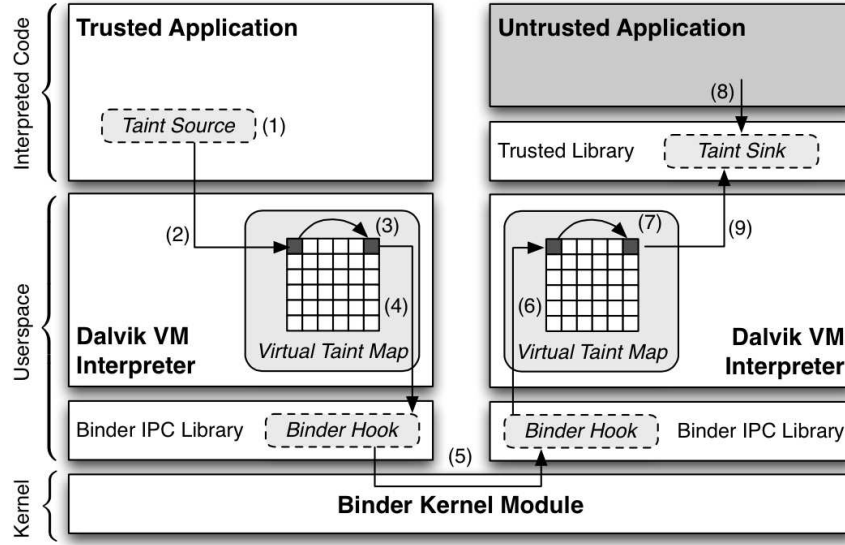 Interpreted Code
Trusted Application
Taint Source
(1)
Untrusted Application
(8)
Trusted Library
Taint Sink
Userspace
(2)
(3)
(4)
Virtual Taint Map
Dalvik VM
Interpreter
(7)
(9)
(6)
Virtual Taint Map
Dalvik VM
Interpreter
Binder IPC Library
Binder Hook
(5)
Binder Hook
Binder IPC Library
Kernel
Binder Kernel Module